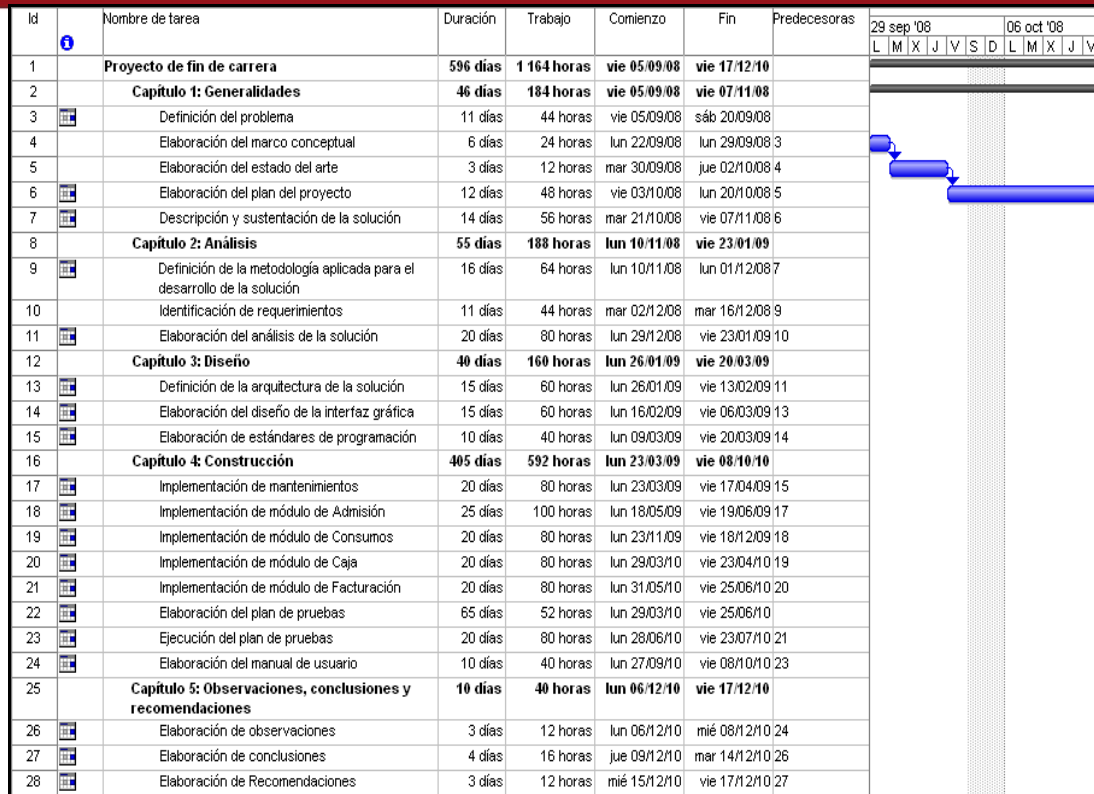 Id Nombre de tarea Duración Trabajo Comienzo Fin Predecesoras
29 sep '08 06 oct '08
L M X J V S D L M X J V
1 Proyecto de fin de carrera 596 días 1 164 horas vie 05/09/08 vie 17/12/10
2 Capítulo 1: Generalidades 46 días 184 horas vie 05/09/08 vie 07/11/08
3 Definición del problema 11 días 44 horas vie 05/09/08 sáb 20/09/08
4 Elaboración del marco conceptual 6 días 24 horas lun 22/09/08 lun 29/09/08 3
5 Elaboración del estado del arte 3 días 12 horas mar 30/09/08 jue 02/10/08 4
6 Elaboración del plan del proyecto 12 días 48 horas vie 03/10/08 lun 20/10/08 5
7 Descripción y sustentación de la solución 14 días 56 horas mar 21/10/08 vie 07/11/08 6
8 Capítulo 2: Análisis 55 días 188 horas lun 10/11/08 vie 23/01/09
9 Definición de la metodología aplicada para el 16 días 64 horas lun 10/11/08 lun 01/12/08 7
desarrollo de la solución
10 Identificación de requerimientos 11 días 44 horas mar 02/12/08 mar 16/12/08 9
11 Elaboración del análisis de la solución 20 días 80 horas lun 29/12/08 vie 23/01/09 10
12 Capítulo 3: Diseño 40 días 160 horas lun 26/01/09 vie 20/03/09
13 Definición de la arquitectura de la solución 15 días 60 horas lun 26/01/09 vie 13/02/09 11
14 Elaboración del diseño de la interfaz gráfica 15 días 60 horas lun 16/02/09 vie 06/03/09 13
15 Elaboración de estándares de programación 10 días 40 horas lun 09/03/09 vie 20/03/09 14
16 Capítulo 4: Construcción 405 días 592 horas lun 23/03/09 vie 08/10/10
17 Implementación de mantenimientos 20 días 80 horas lun 23/03/09 vie 17/04/09 15
18 Implementación de módulo de Admisión 25 días 100 horas lun 18/05/09 vie 19/06/09 17
19 Implementación de módulo de Consumos 20 días 80 horas lun 23/11/09 vie 18/12/09 18
20 Implementación de módulo de Caja 20 días 80 horas lun 29/03/10 vie 23/04/10 19
21 Implementación de módulo de Facturación 20 días 80 horas lun 31/05/10 vie 25/06/10 20
22 Elaboración del plan de pruebas 65 días 52 horas lun 29/03/10 vie 25/06/10
23 Ejecución del plan de pruebas 20 días 80 horas lun 28/06/10 vie 23/07/10 21
24 Elaboración del manual de usuario 10 días 40 horas lun 27/09/10 vie 08/10/10 23
25 Capítulo 5: Observaciones, conclusiones y 10 días 40 horas lun 06/12/10 vie 17/12/10
recomendaciones
26 Elaboración de observaciones 3 días 12 horas lun 06/12/10 mié 08/12/10 24
27 Elaboración de conclusiones 4 días 16 horas jue 09/12/10 mar 14/12/10 26
28 Elaboración de Recomendaciones 3 días 12 horas mié 15/12/10 vie 17/12/10 27